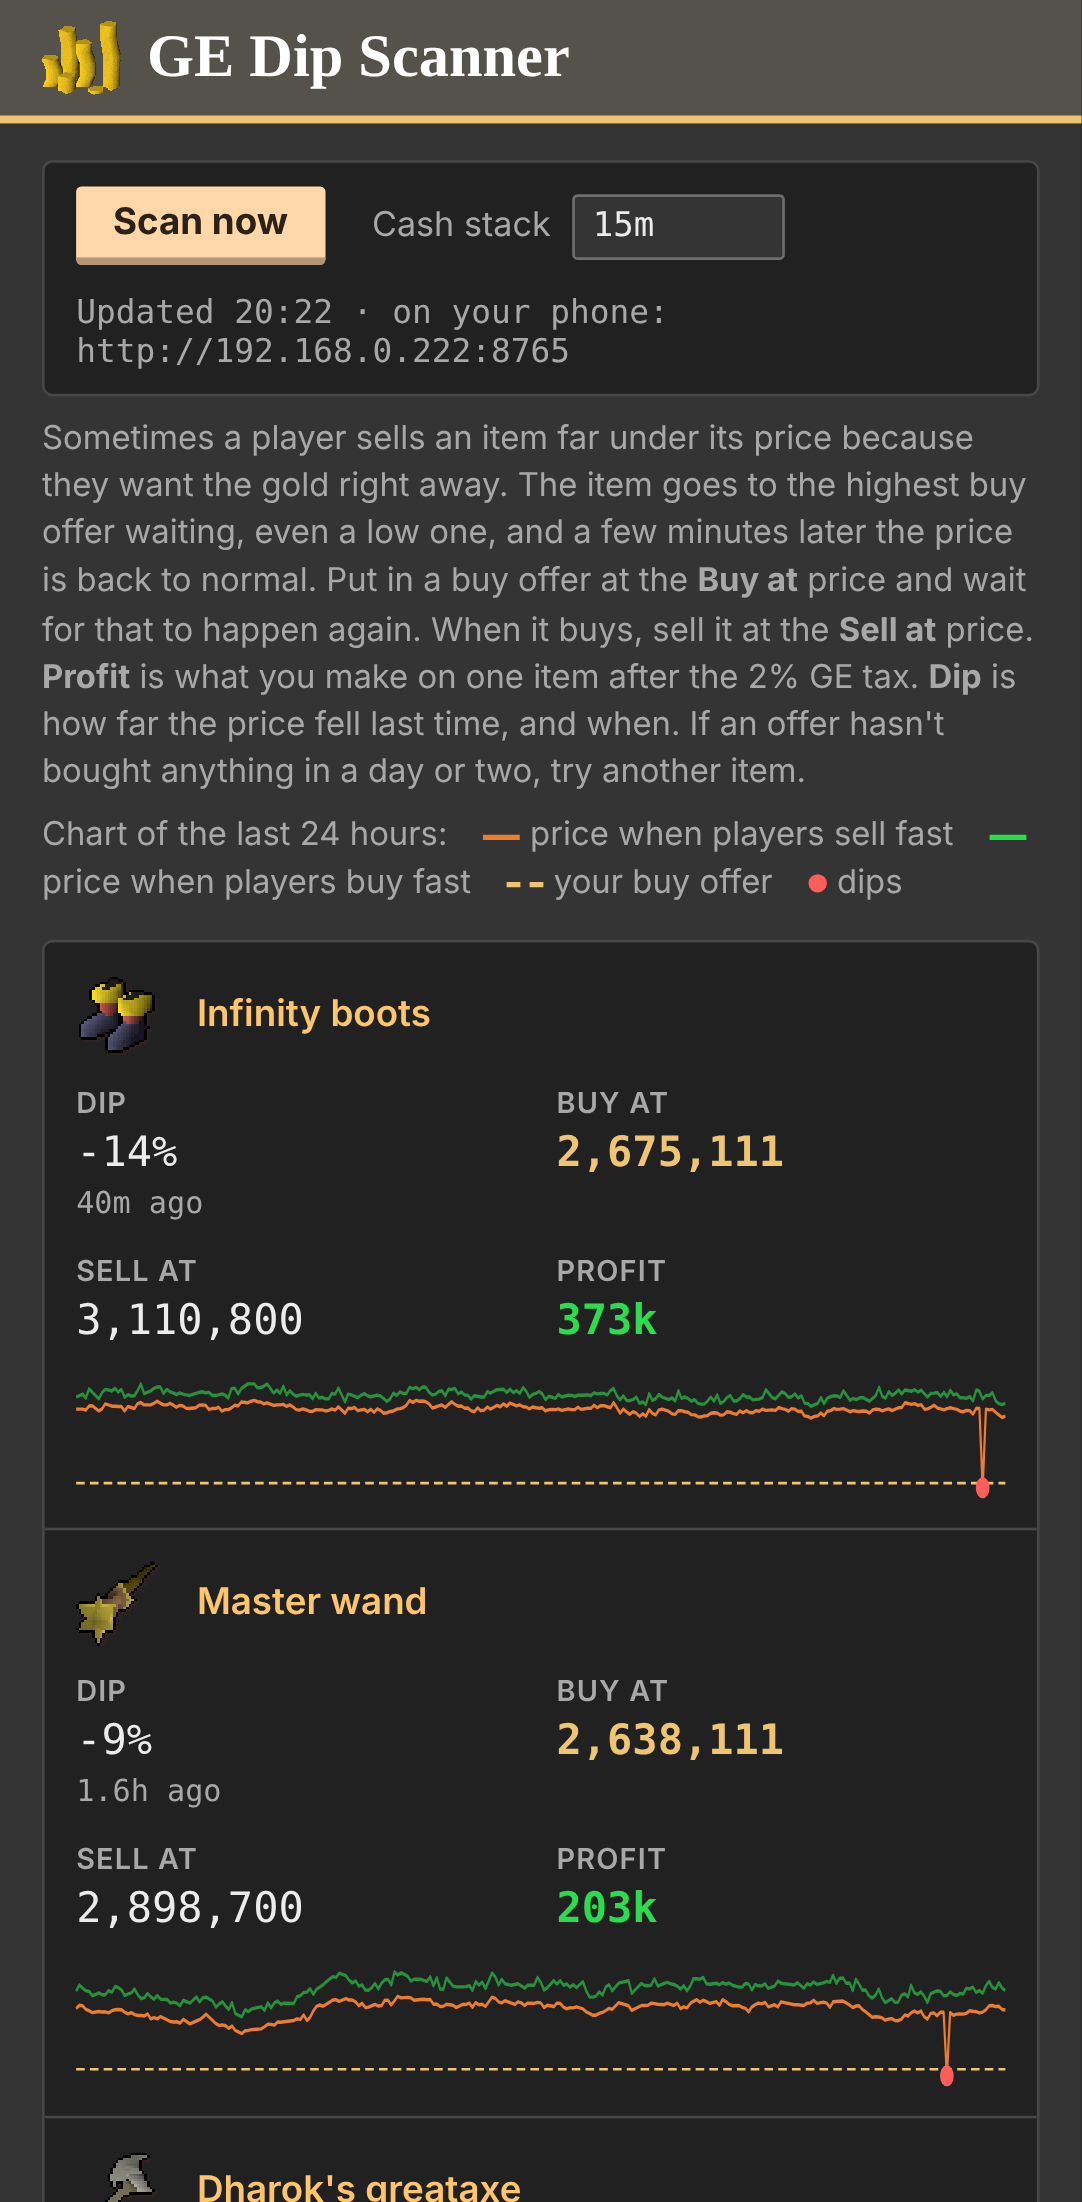 GE Dip Scanner
Scan now
Cash stack
15m
Updated 20:22 · on your phone:
http://192.168.0.222:8765
Sometimes a player sells an item far under its price because
they want the gold right away. The item goes to the highest buy
offer waiting, even a low one, and a few minutes later the price
is back to normal. Put in a buy offer at the Buy at price and wait
for that to happen again. When it buys, sell it at the Sell at price.
Profit is what you make on one item after the 2% GE tax. Dip is
how far the price fell last time, and when. If an offer hasn't
bought anything in a day or two, try another item.
Chart of the last 24 hours: price when players sell fast
price when players buy fast your buy offer dips
Infinity boots
DIP
-14%
40m ago
BUY AT
2,675,111
SELL AT
3,110,800
PROFIT
373k
Master wand
DIP
-9%
1.6h ago
BUY AT
2,638,111
SELL AT
2,898,700
PROFIT
203k
Dharok's greataxe